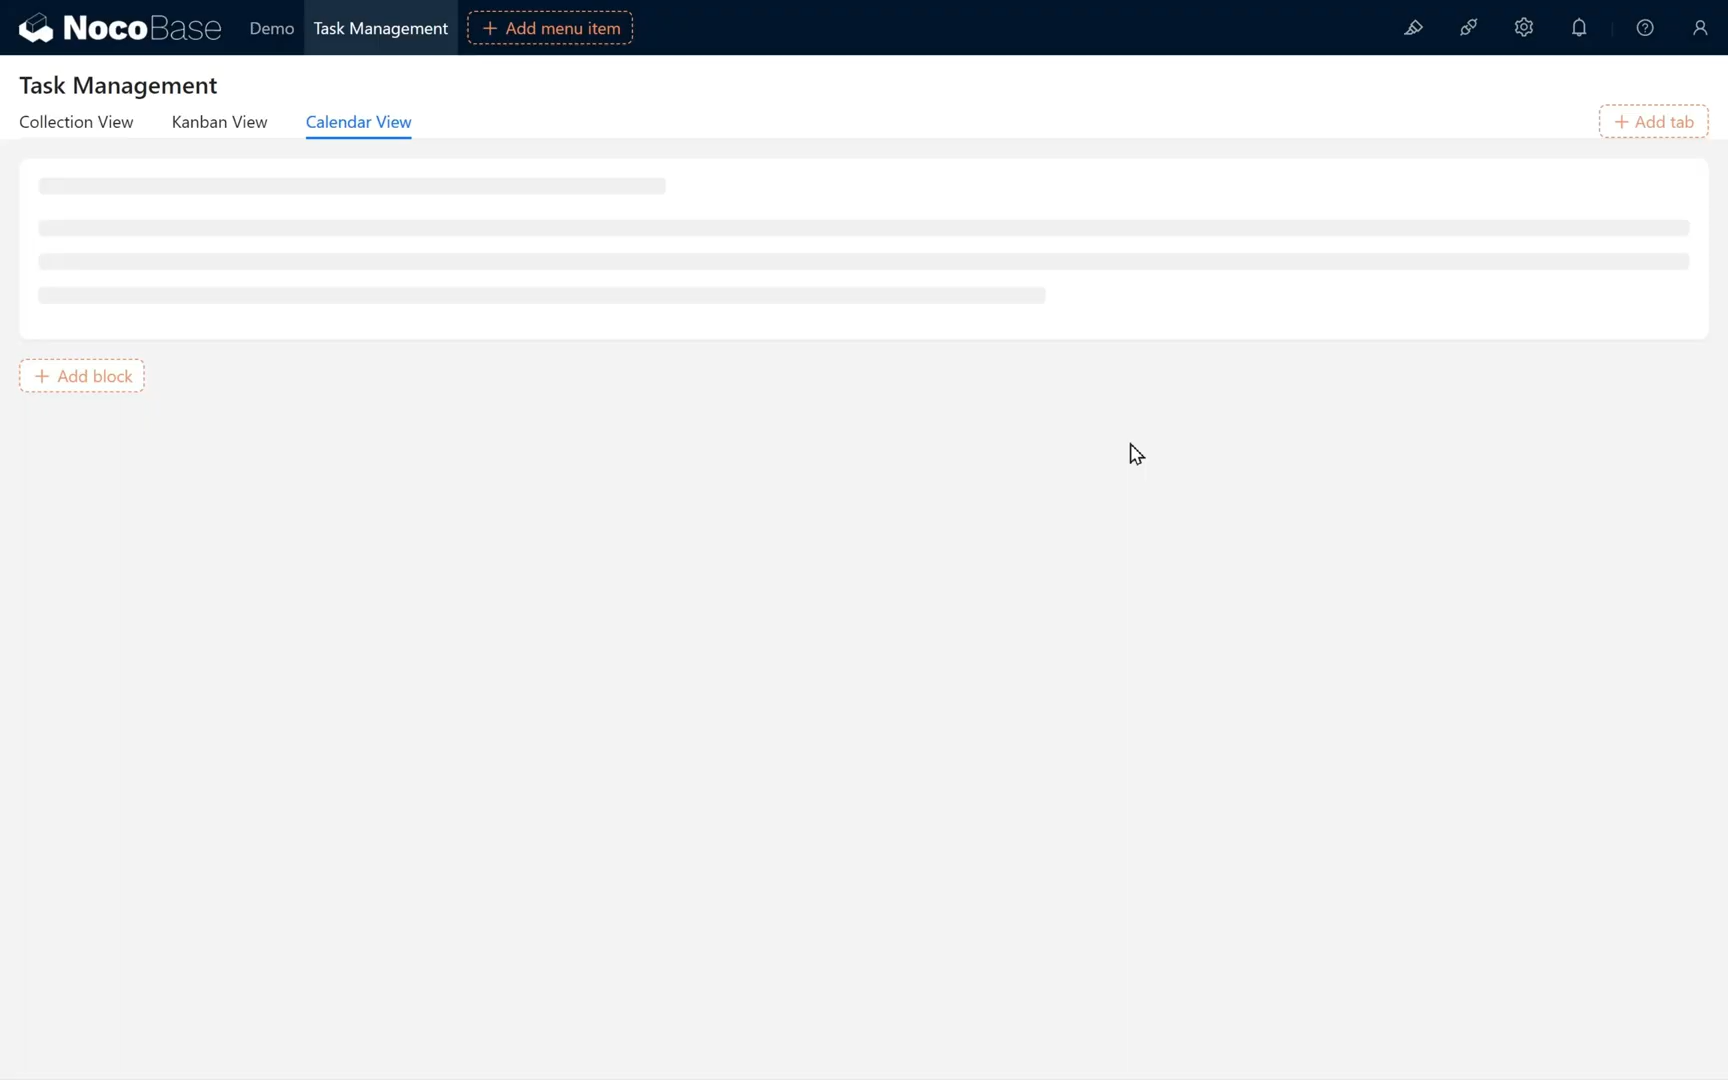 NocoBase
Demo
Task Management
Add menu item
Task Management
Collection View
Kanban View
Calendar View
Add tab
Add block